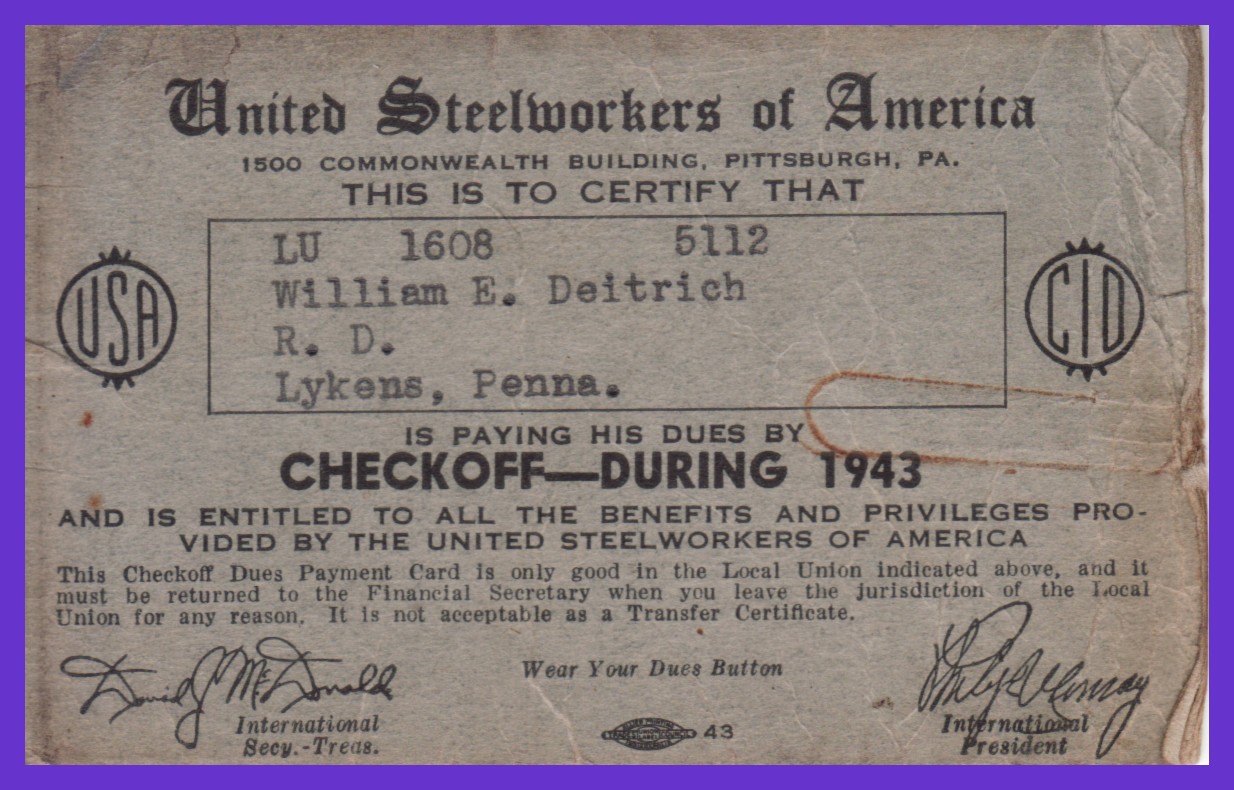 United Steelworkers of America
1500 COMMONWEALTH BUILDING, PITTSBURGH, PA.
THIS IS TO CERTIFY THAT
LU 1608 5112
William E. Deitrich
R. D.
Lykens, Penna.
USA
CIO
IS PAYING HIS DUES BY
CHECKOFF—DURING 1943
AND IS ENTITLED TO ALL THE BENEFITS AND PRIVILEGES PRO-
VIDED BY THE UNITED STEELWORKERS OF AMERICA
This Checkoff Dues Payment Card is only good in the Local Union indicated above, and it
must be returned to the Financial Secretary when you leave the jurisdiction of the Local
Union for any reason. It is not acceptable as a Transfer Certificate.
David J McDonald
Wear Your Dues Button
Philip Murray
International
Secy.-Treas.
43
International
President